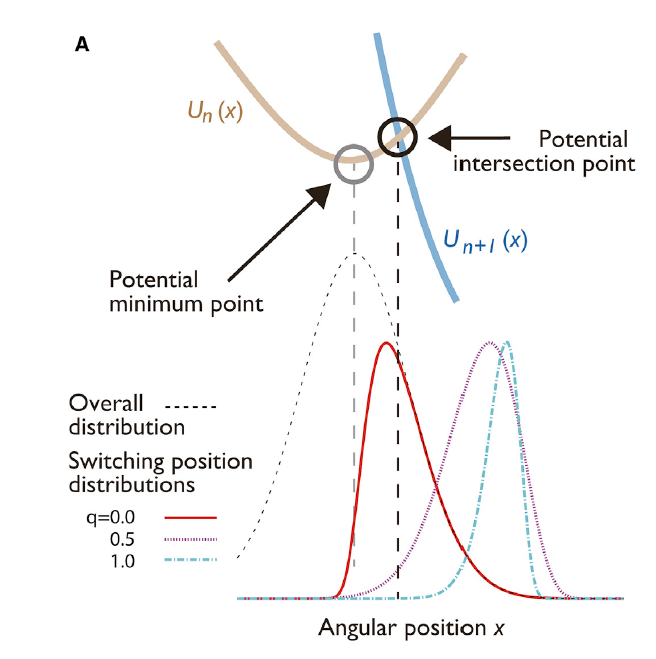 A
Un (x)
Potential
intersection point
Un+1 (x)
Potential
minimum point
Overall
distribution
Switching position
distributions
q=0.0
0.5
1.0
Angular position x